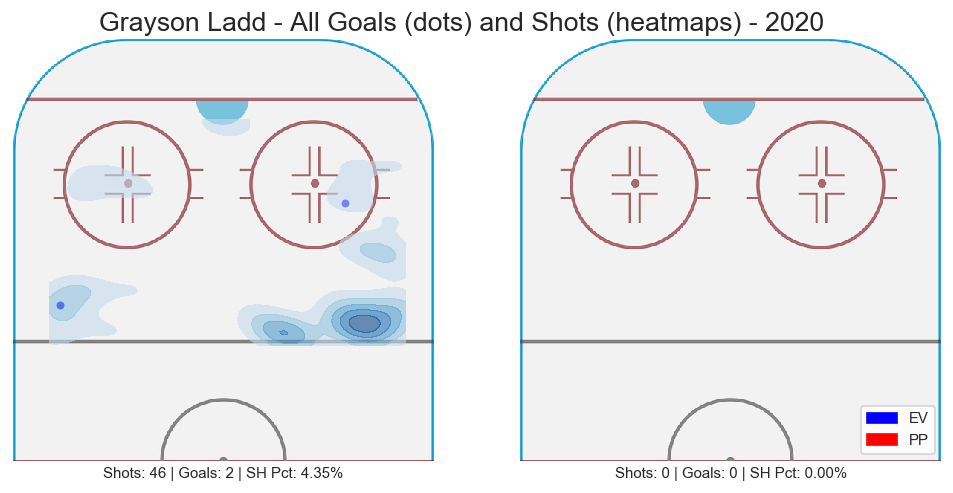 Grayson Ladd - All Goals (dots) and Shots (heatmaps) - 2020
EV
PP
Shots: 46 | Goals: 2 | SH Pct: 4.35%
Shots: 0 | Goals: 0 | SH Pct: 0.00%